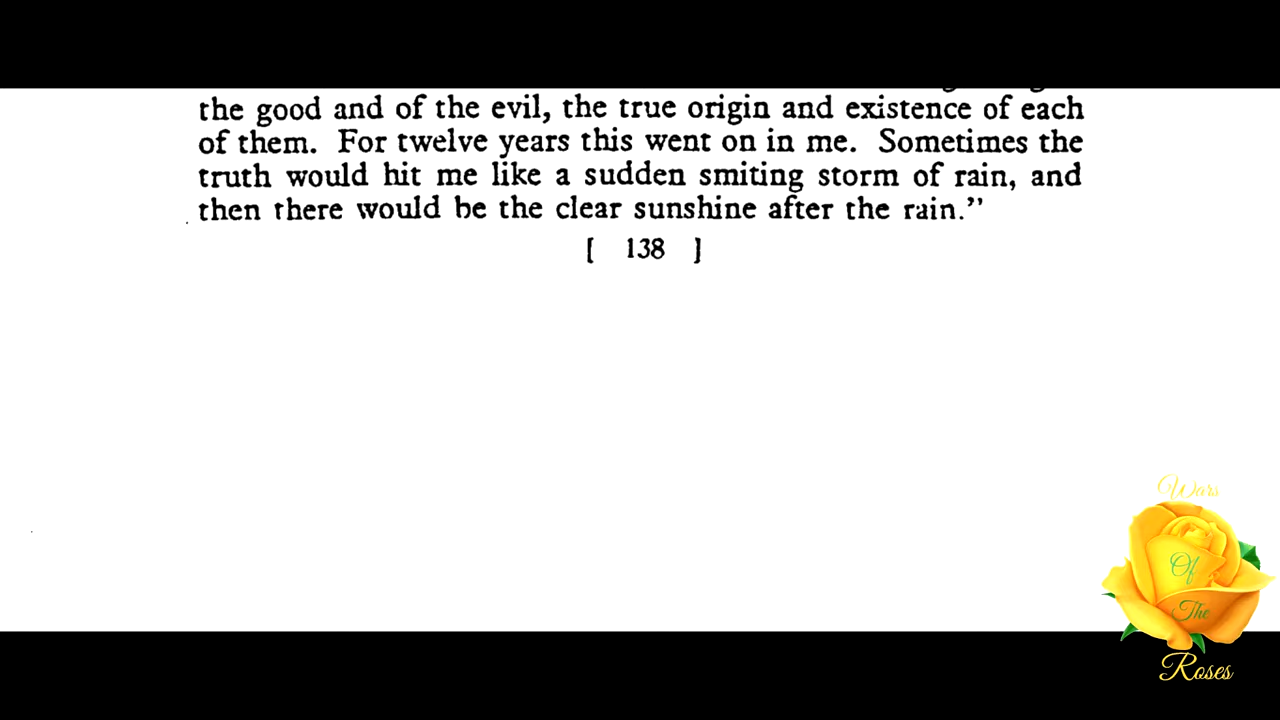 the good and of the evil, the true origin and existence of each
of them. For twelve years this went on in me. Sometimes the
truth would hit me like a sudden smiting storm of rain, and
then there would be the clear sunshine after the rain.”
[ 138 ]
Wars
Of
The
Roses